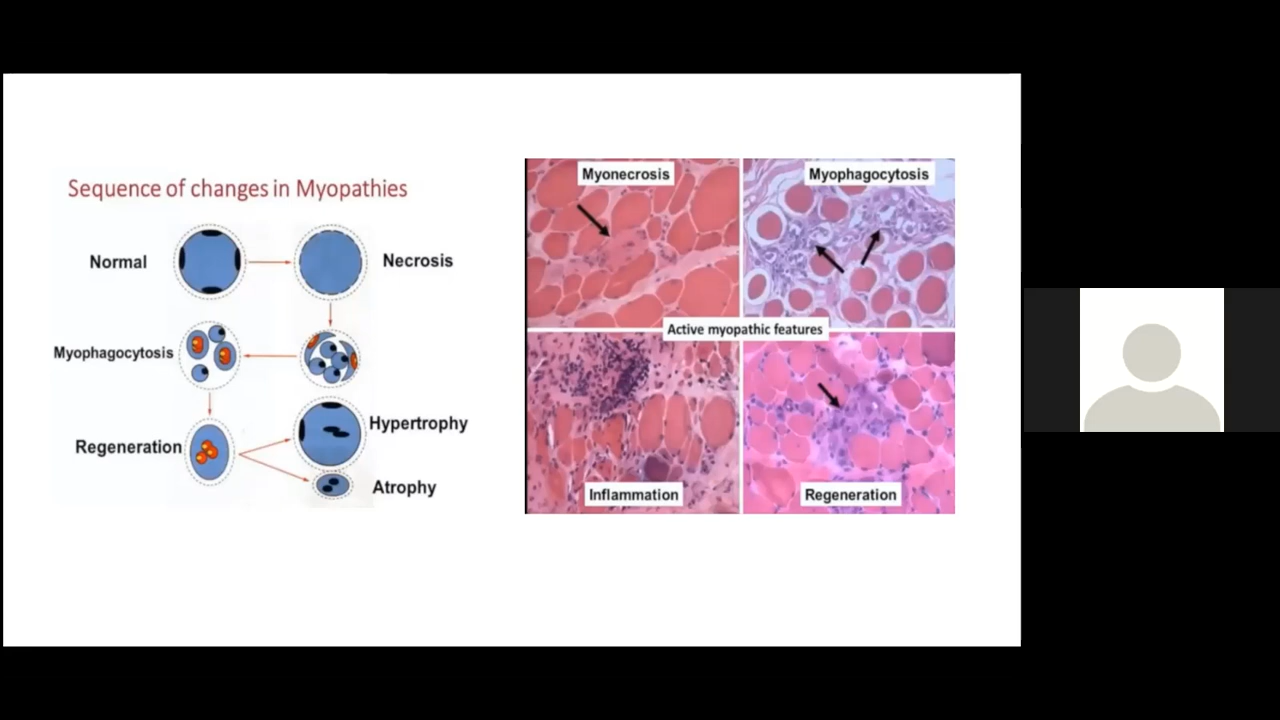 Sequence of changes in Myopathies
Normal
Necrosis
Myophagocytosis
Regeneration
Hypertrophy
Atrophy
Myonecrosis
Myophagocytosis
Active myopathic features
Inflammation
Regeneration